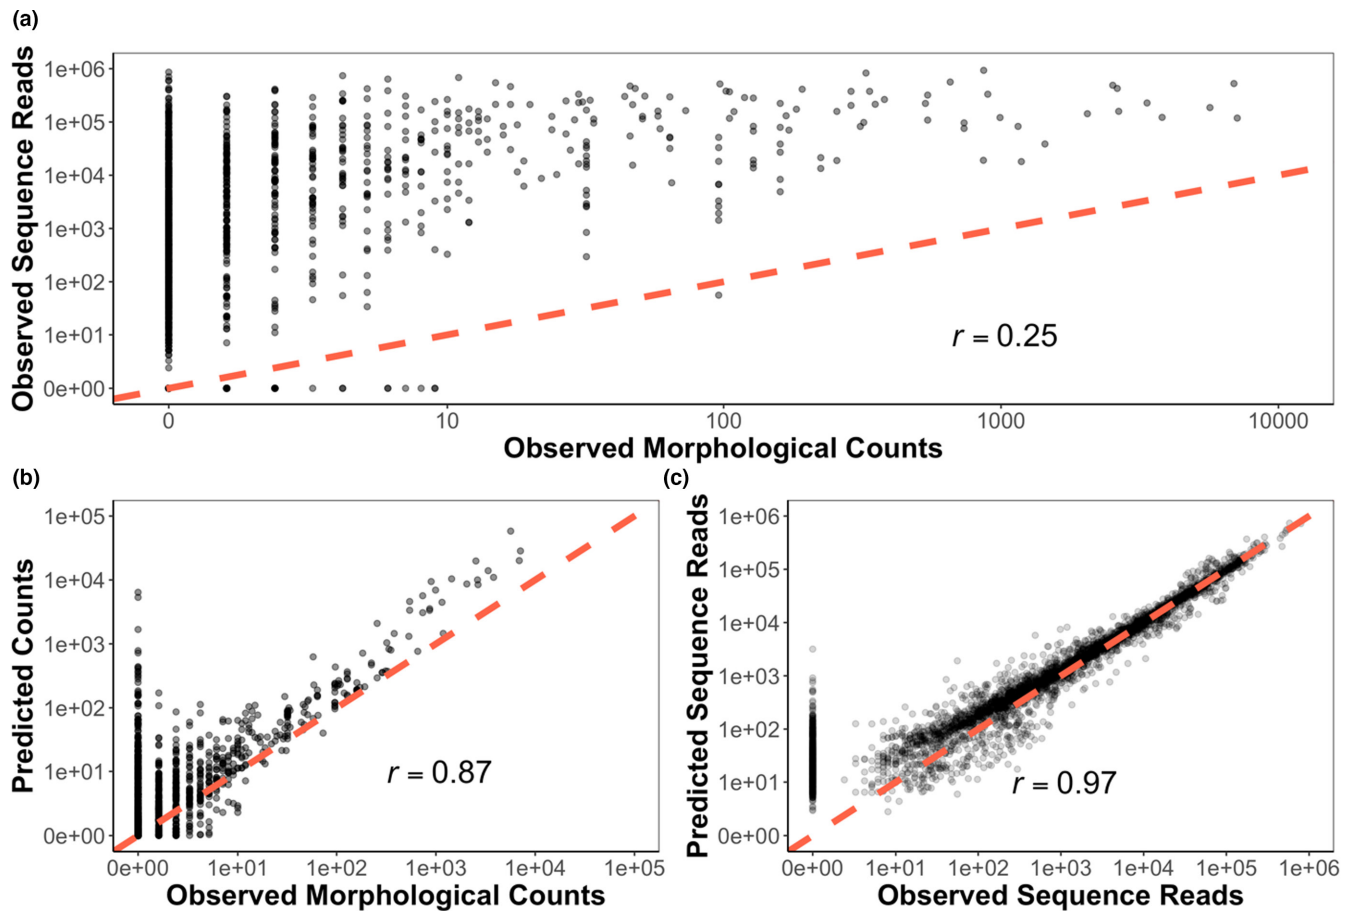 (a)
Observed Sequence Reads
1e+06
1e+05
1e+04
1e+03
1e+02
1e+01
0e+00
r = 0.25
0 10 100 1000 10000
Observed Morphological Counts
(b)
Predicted Counts
1e+05
1e+04
1e+03
1e+02
1e+01
0e+00
r = 0.87
0e+00 1e+01 1e+02 1e+03 1e+04 1e+05
Observed Morphological Counts
(c)
Predicted Sequence Reads
1e+06
1e+05
1e+04
1e+03
1e+02
1e+01
0e+00
r = 0.97
0e+00 1e+01 1e+02 1e+03 1e+04 1e+05 1e+06
Observed Sequence Reads